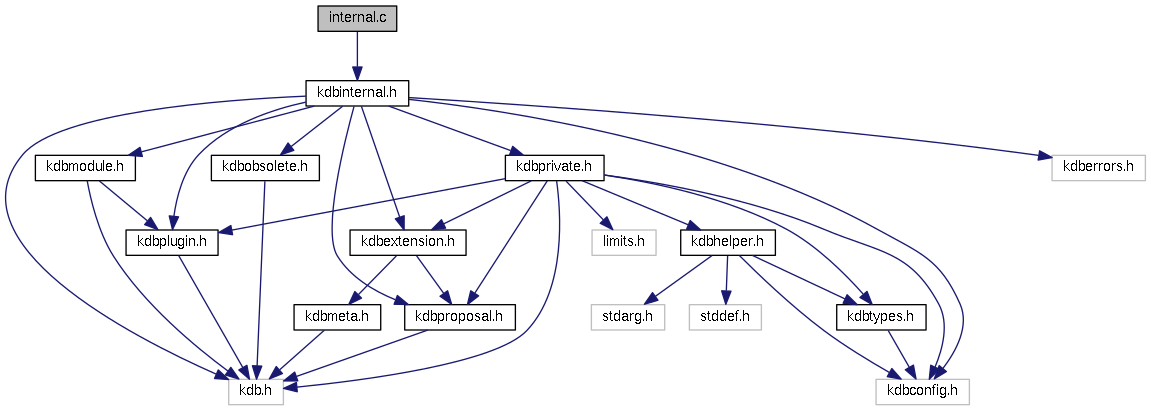 internal.c
kdbinternal.h
kdbmodule.h
kdbobsolete.h
kdbprivate.h
kdberrors.h
kdbplugin.h
kdbextension.h
limits.h
kdbhelper.h
kdbmeta.h
kdbproposal.h
stdarg.h
stddef.h
kdbtypes.h
kdb.h
kdbconfig.h